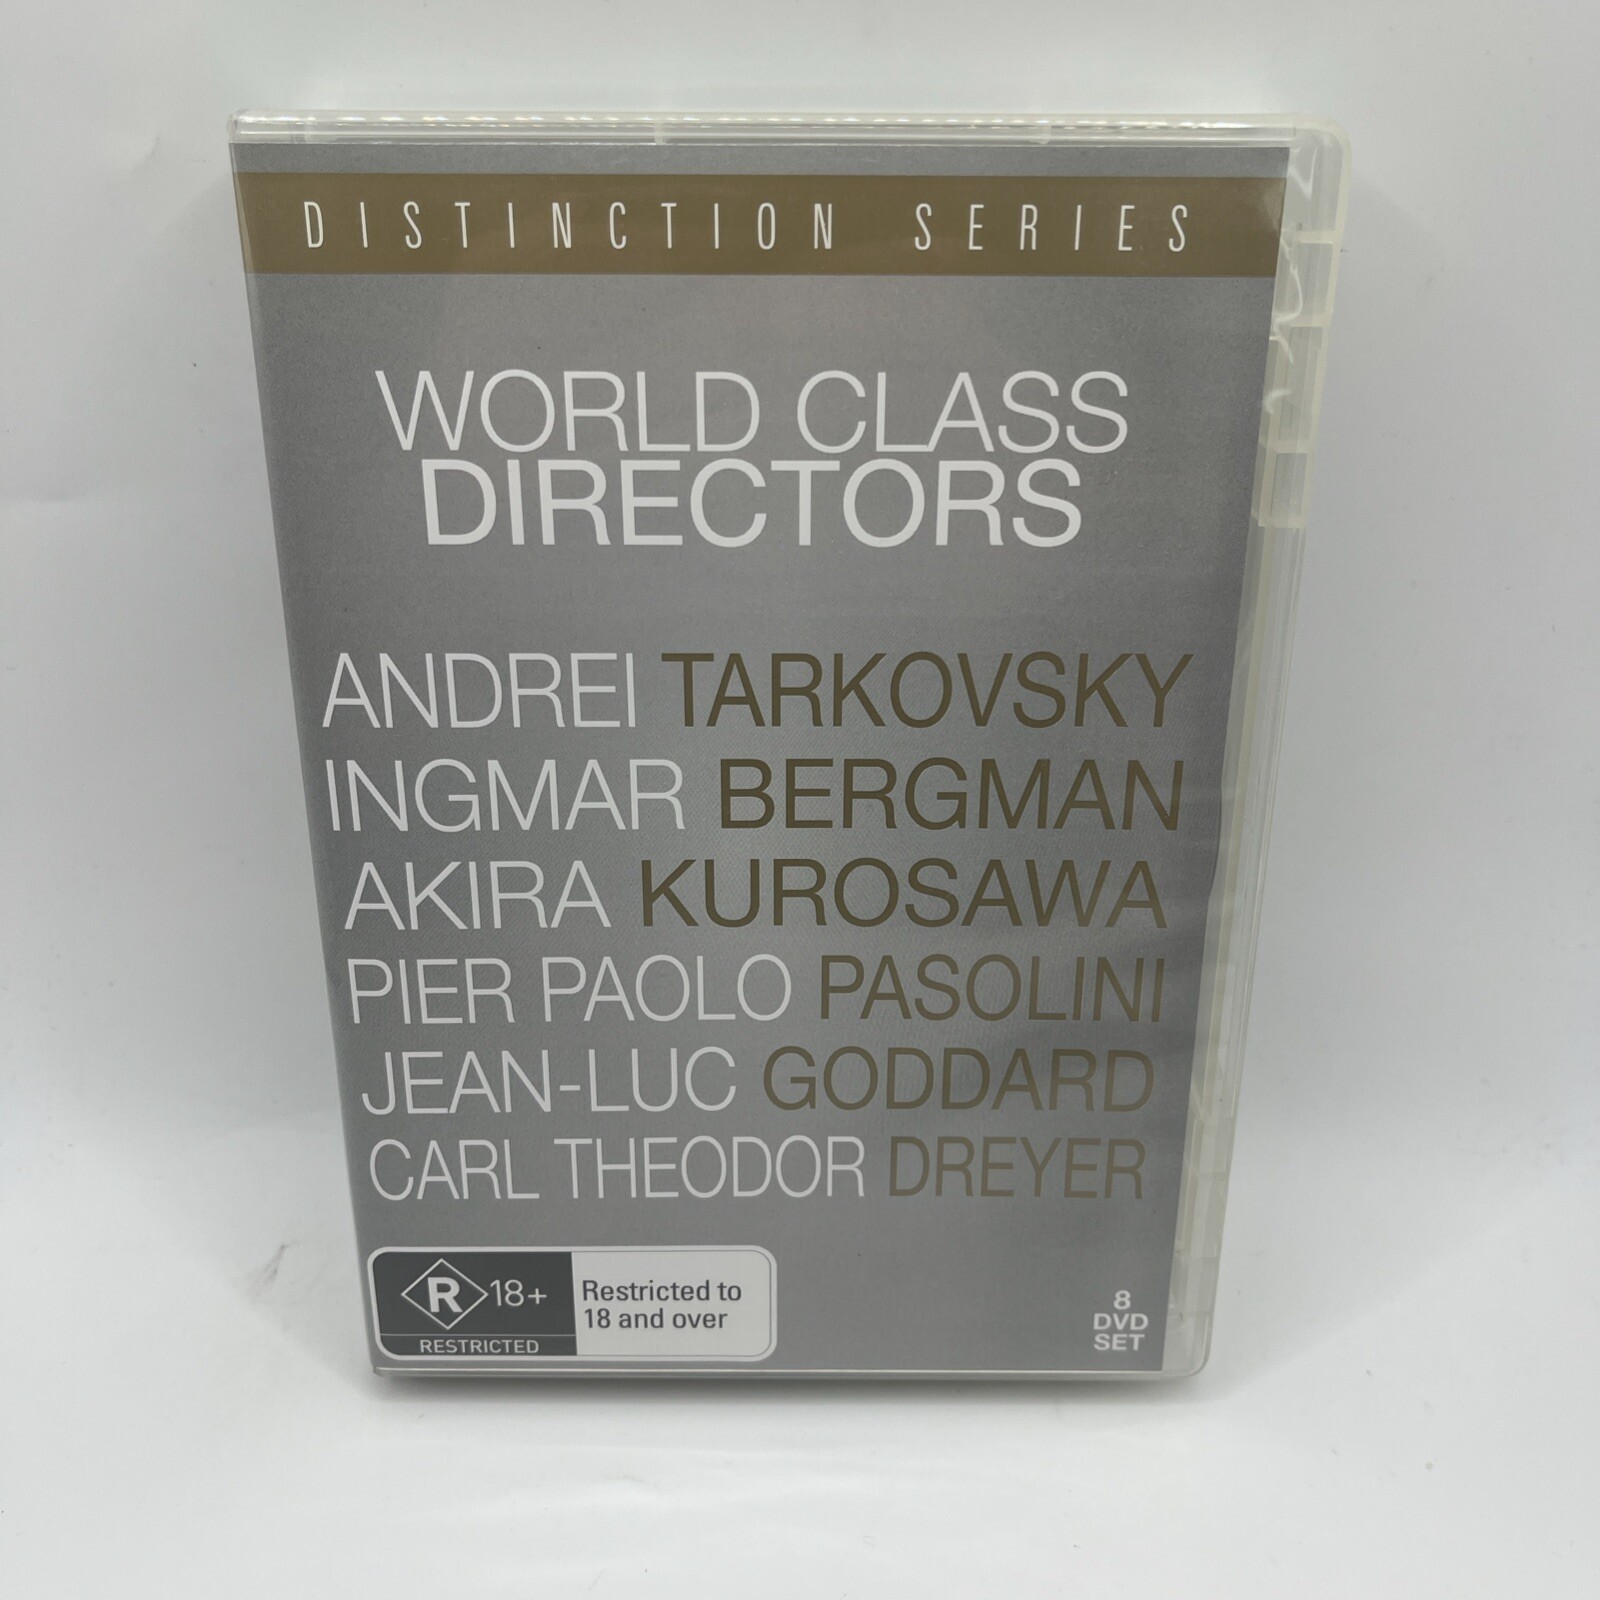 DISTINCTION SERIES
WORLD CLASS
DIRECTORS
ANDREI TARKOVSKY
INGMAR BERGMAN
AKIRA KUROSAWA
PIER PAOLO PASOLINI
JEAN-LUC GODDARD
CARL THEODOR DREYER
R 18+
RESTRICTED
Restricted to
18 and over
8
DVD
SET